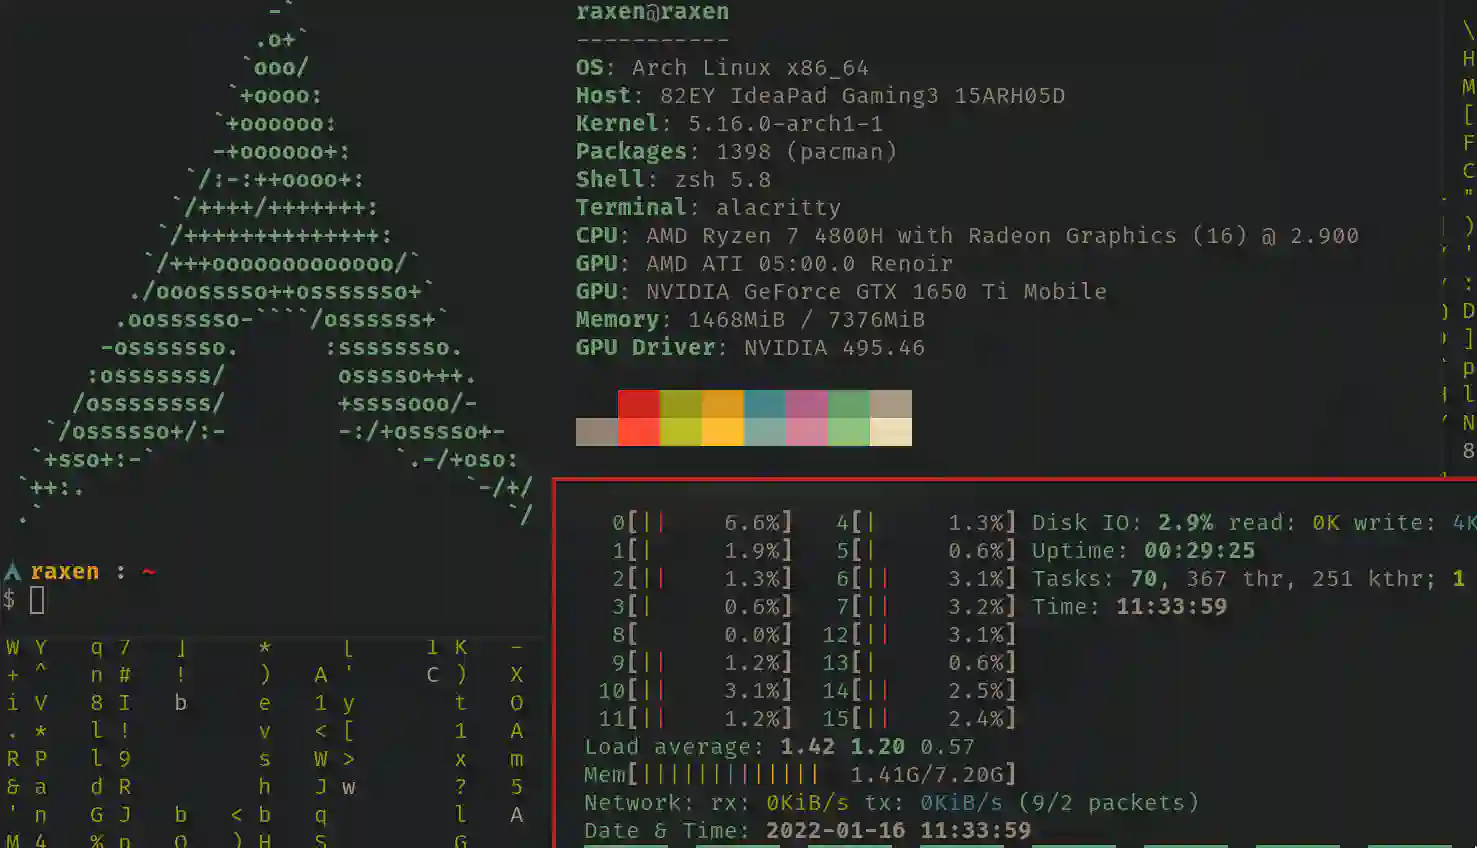 raxen@raxen
-----------
OS: Arch Linux x86_64
Host: 82EY IdeaPad Gaming3 15ARH05D
Kernel: 5.16.0-arch1-1
Packages: 1398 (pacman)
Shell: zsh 5.8
Terminal: alacritty
CPU: AMD Ryzen 7 4800H with Radeon Graphics (16) @ 2.900
GPU: AMD ATI 05:00.0 Renoir
GPU: NVIDIA GeForce GTX 1650 Ti Mobile
Memory: 1468MiB / 7376MiB
GPU Driver: NVIDIA 495.46
raxen : ~
$
0[|| 6.6%] 4[| 1.3%] Disk IO: 2.9% read: 0K write: 4K
1[| 1.9%] 5[| 0.6%] Uptime: 00:29:25
2[|| 1.3%] 6[|| 3.1%] Tasks: 70, 367 thr, 251 kthr; 1
3[| 0.6%] 7[|| 3.2%] Time: 11:33:59
8[ 0.0%] 12[|| 3.1%]
9[|| 1.2%] 13[| 0.6%]
10[|| 3.1%] 14[|| 2.5%]
11[|| 1.2%] 15[|| 2.4%]
Load average: 1.42 1.20 0.57
Mem[||||||||||||| 1.41G/7.20G]
Network: rx: 0KiB/s tx: 0KiB/s (9/2 packets)
Date & Time: 2022-01-16 11:33:59
W Y q 7 ] * [ l K -
+ ^ n # ! ) A ' C ) X
i V 8 I b e 1 y t O
. * l ! v < [ 1 A
R P l 9 s W > x m
& a d R h J w ? 5
' n G J b < b q l A
M 4 % p O ) H S G